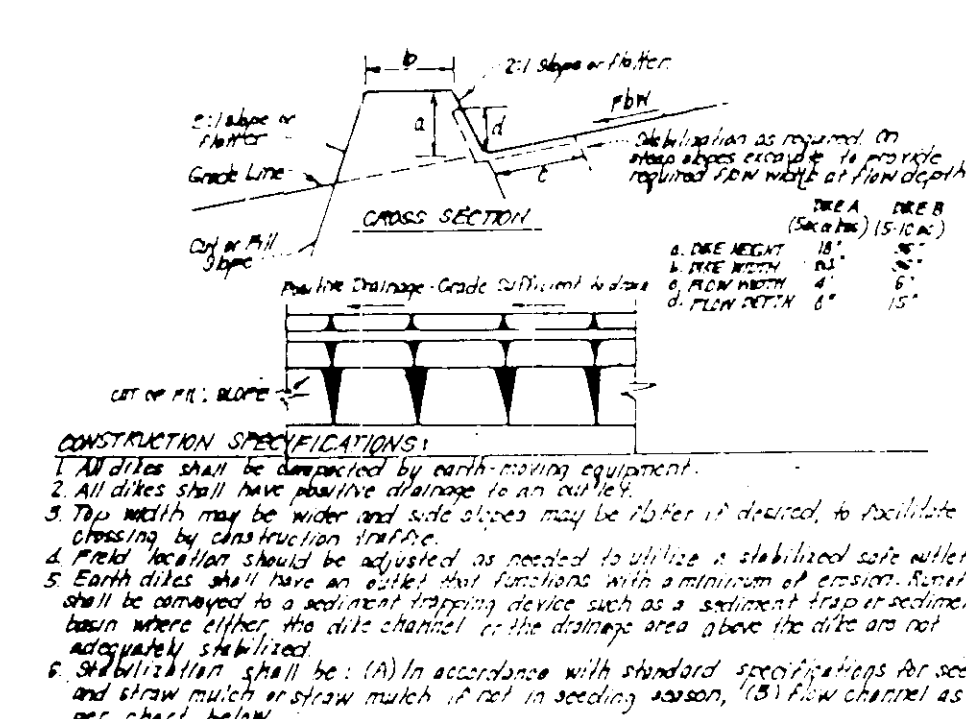 b
2:1 slope or flatter
Flow
2:1 slope or
flatter
a
d
Stabilization as required. On
steep slopes excavate to provide
required flow width at flow depth
Grade Line
c
CROSS SECTION
Cut or Fill
Slope
DIKE A DIKE B
(5-10 ac)
a. DIKE HEIGHT 18"
b. DIKE WIDTH
c. FLOW WIDTH 4' 6'
d. FLOW DEPTH 8" 15"
Positive Drainage - Grade Sufficient to drain
CUT OR FILL SLOPE
CONSTRUCTION SPECIFICATIONS:
1. All dikes shall be compacted by earth-moving equipment.
2. All dikes shall have positive drainage to an outlet.
3. Top width may be wider and side slopes may be flatter if desired, to facilitate
crossing by construction traffic.
4. Field location should be adjusted as needed to utilize a stabilized safe outlet
5. Earth dikes shall have an outlet that functions with a minimum of erosion. Runof
shall be conveyed to a sediment trapping device such as a sediment trap or sedimen
basin where either the dike channel or the drainage area above the dike are not
adequately stabilized.
6. Stabilization shall be: (A) In accordance with standard specifications for see
and straw mulch or straw mulch if not in seeding season, (B) flow channel as
per chart below